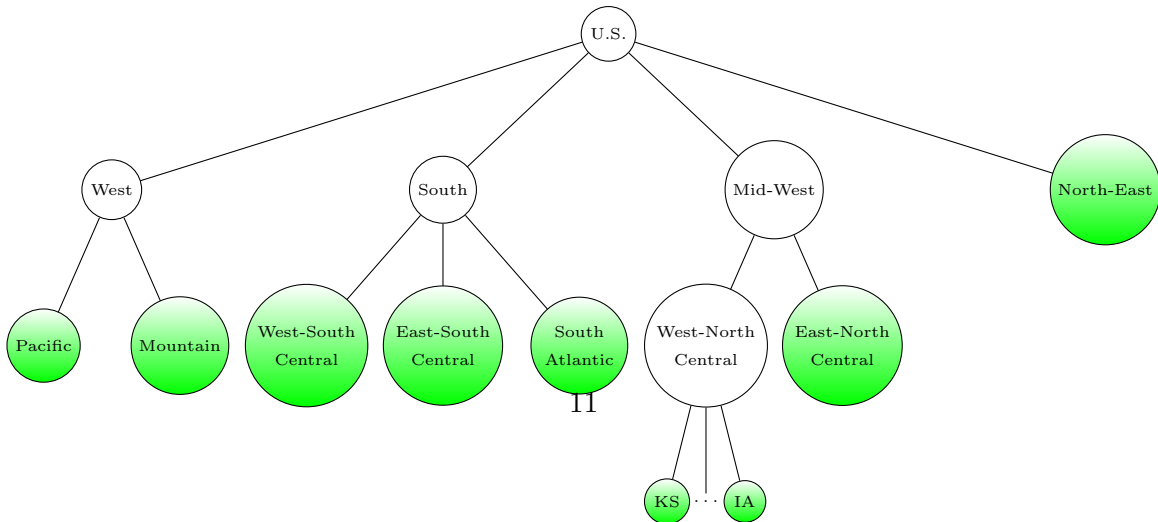 U.S.
West
South
Mid-West
North-East
Pacific
Mountain
West-South
Central
East-South
Central
South
Atlantic
West-North
Central
East-North
Central
11
KS
···
IA